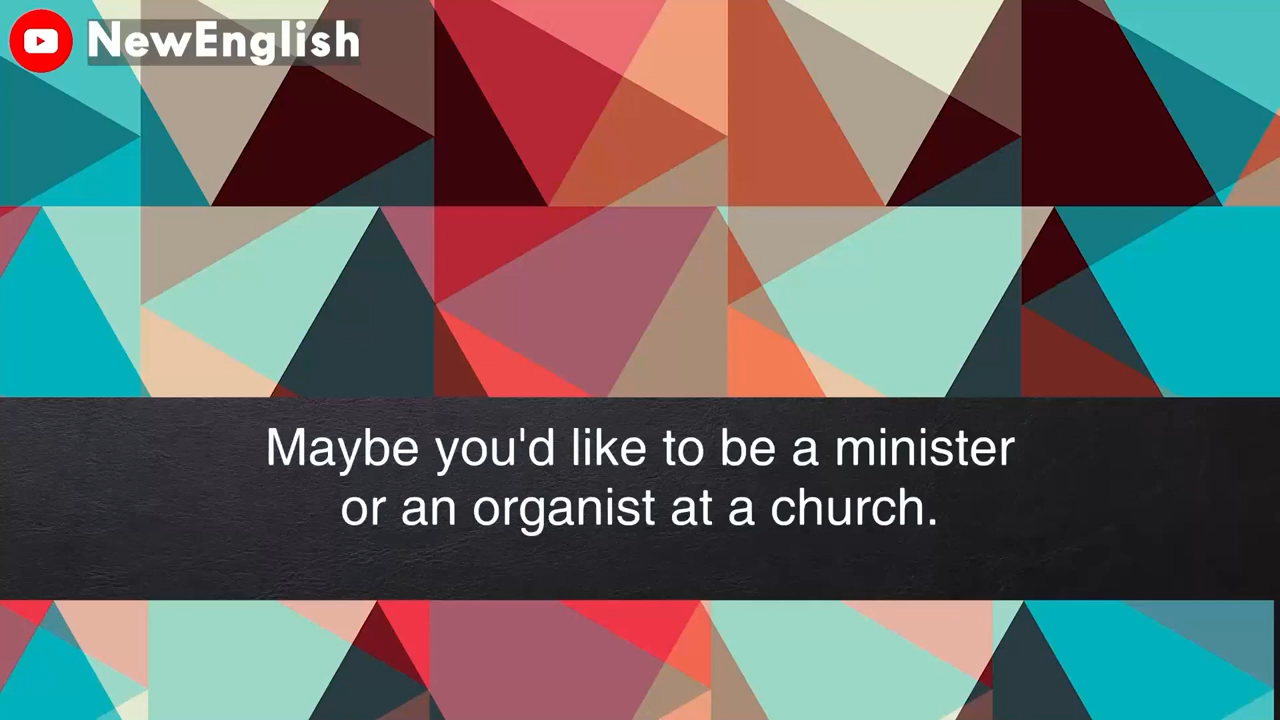 NewEnglish
Maybe you'd like to be a minister
or an organist at a church.